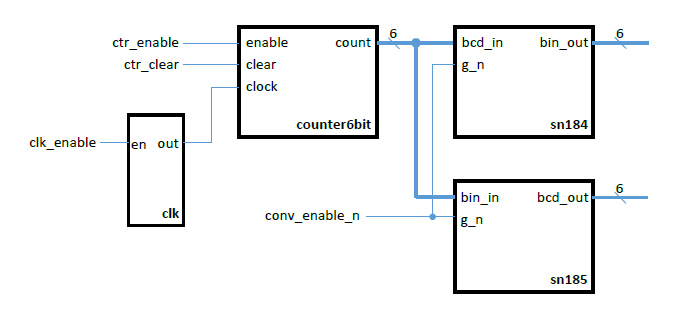 6
6
ctr_enable
enable
count
bcd_in
bin_out
ctr_clear
clear
g_n
clock
counter6bit
sn184
clk_enable
en
out
clk
6
bin_in
bcd_out
conv_enable_n
g_n
sn185